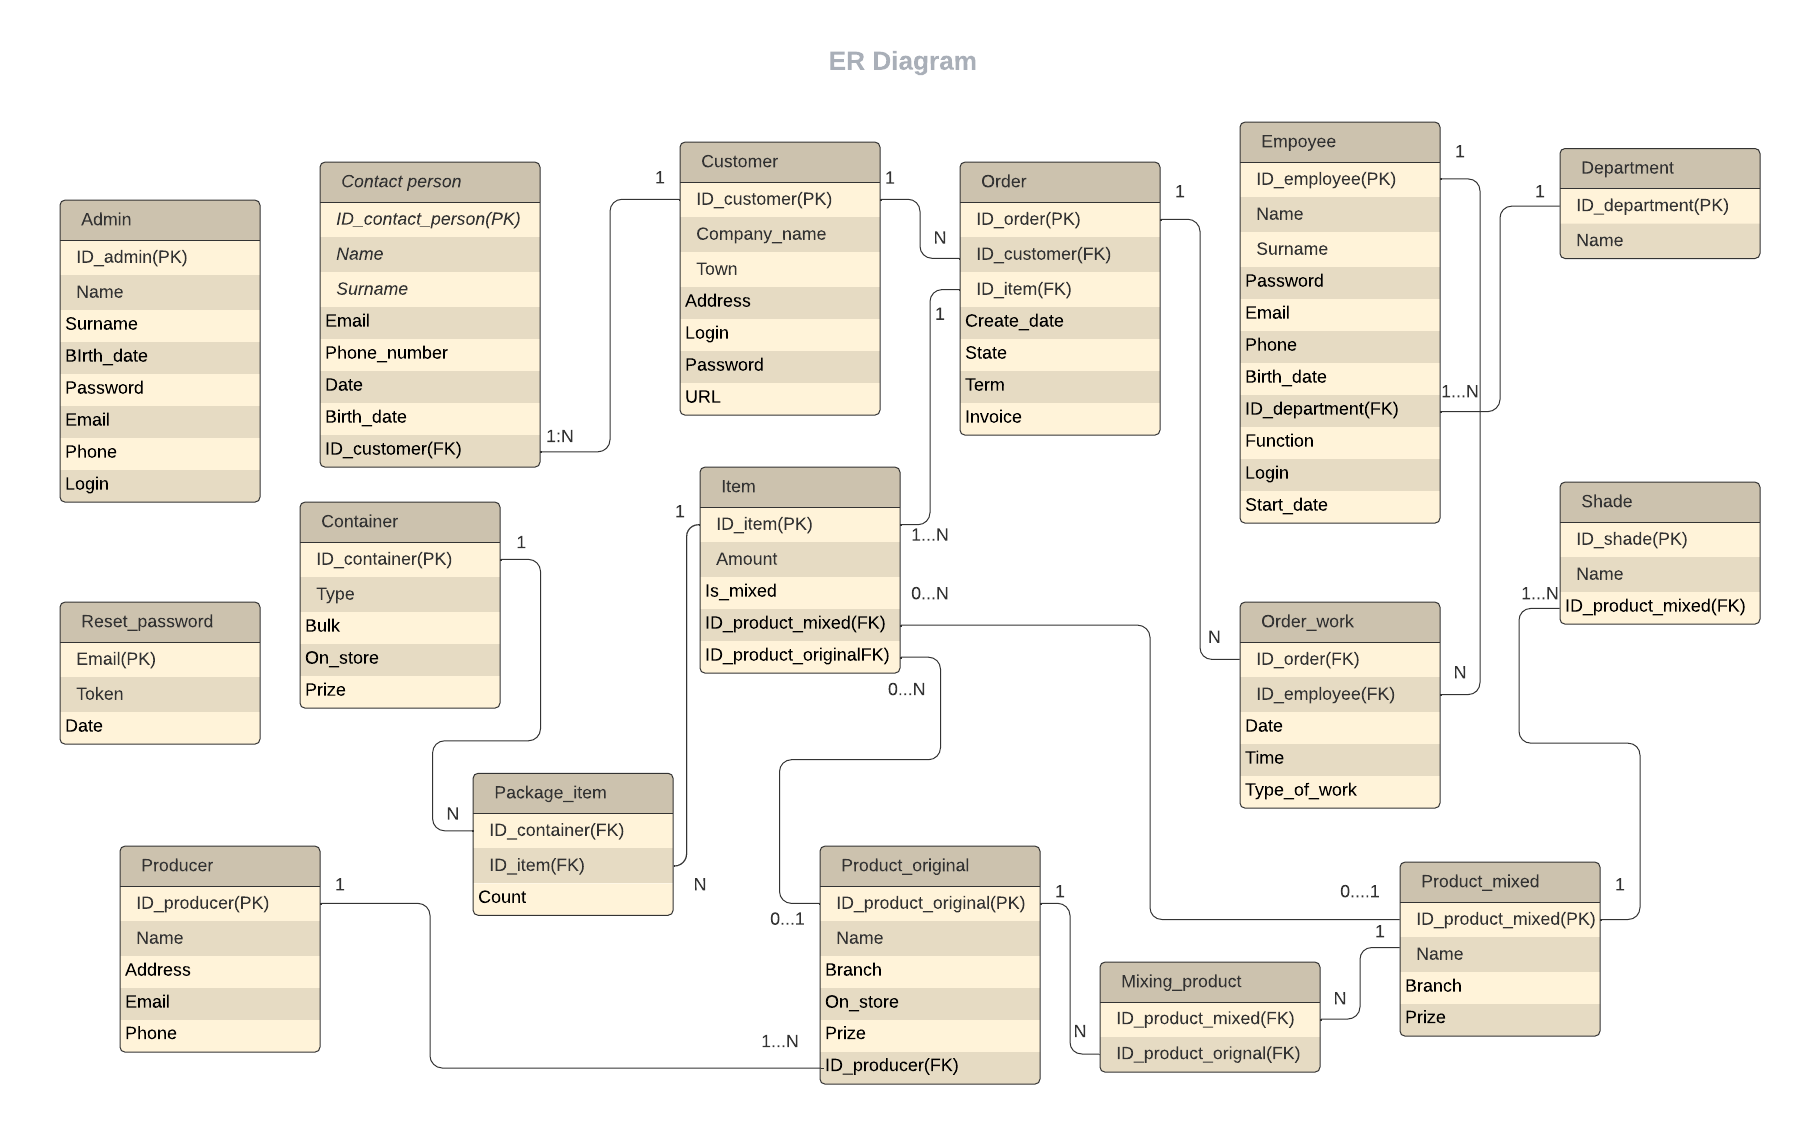 ER Diagram
Admin
ID_admin(PK)
Name
Surname
BIrth_date
Password
Email
Phone
Login
Contact person
ID_contact_person(PK)
Name
Surname
Email
Phone_number
Date
Birth_date
ID_customer(FK)
1:N
1
Customer
ID_customer(PK)
Company_name
Town
Address
Login
Password
URL
1
N
Order
ID_order(PK)
ID_customer(FK)
ID_item(FK)
Create_date
State
Term
Invoice
1
1
Empoyee
ID_employee(PK)
Name
Surname
Password
Email
Phone
Birth_date
ID_department(FK)
Function
Login
Start_date
1
1...N
1
Department
ID_department(PK)
Name
Reset_password
Email(PK)
Token
Date
Container
ID_container(PK)
Type
Bulk
On_store
Prize
1
1
Item
ID_item(PK)
Amount
Is_mixed
ID_product_mixed(FK)
ID_product_originalFK)
1...N
0...N
0...N
N
Order_work
ID_order(FK)
ID_employee(FK)
Date
Time
Type_of_work
N
Shade
ID_shade(PK)
Name
ID_product_mixed(FK)
1...N
N
Package_item
ID_container(FK)
ID_item(FK)
Count
N
Producer
ID_producer(PK)
Name
Address
Email
Phone
1
0...1
1...N
Product_original
ID_product_original(PK)
Name
Branch
On_store
Prize
ID_producer(FK)
1
N
Mixing_product
ID_product_mixed(FK)
ID_product_orignal(FK)
N
0....1
1
Product_mixed
ID_product_mixed(PK)
Name
Branch
Prize
1